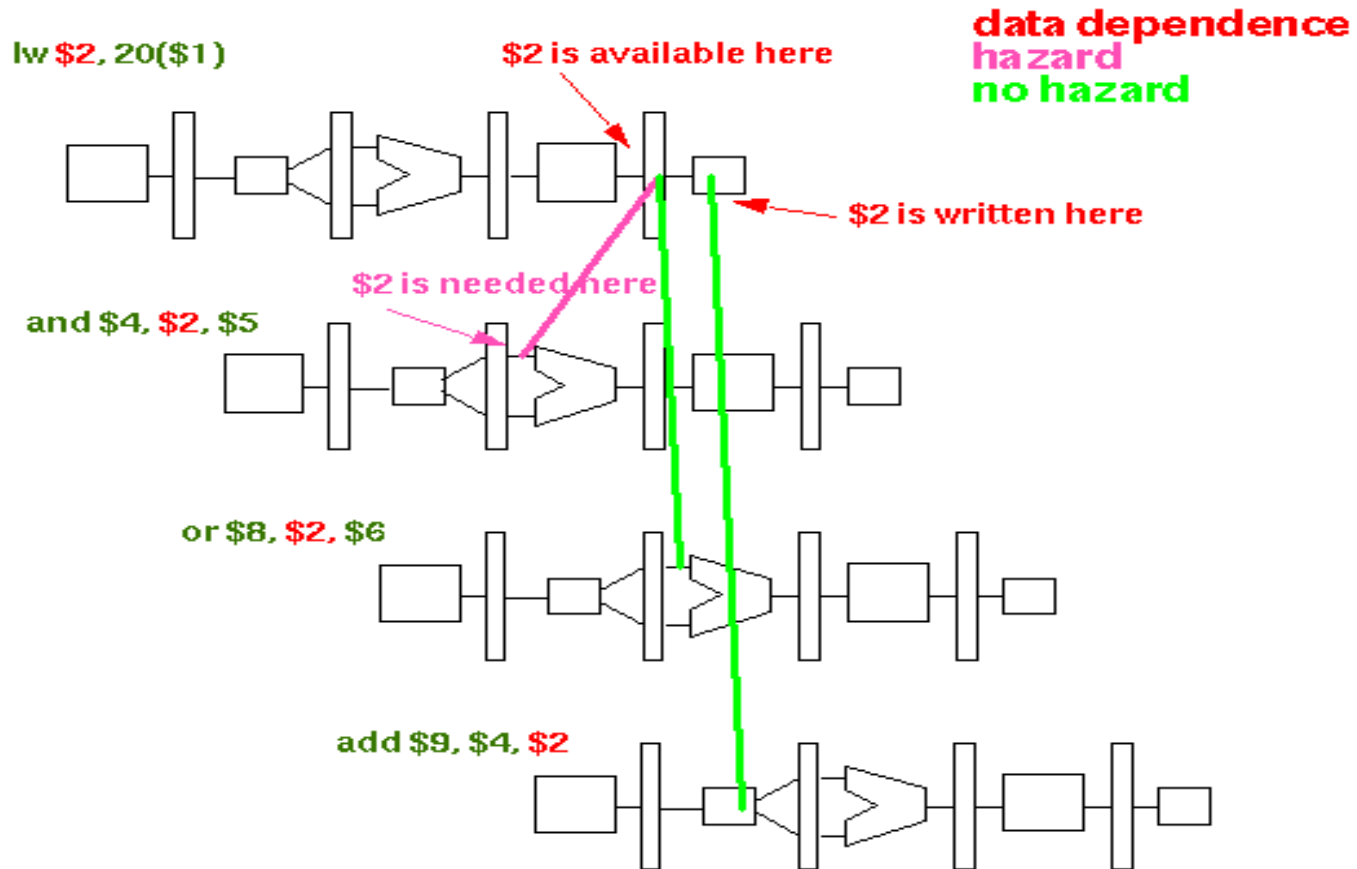 data dependence
hazard
no hazard
lw $2, 20($1)
$2 is available here
$2 is written here
$2 is needed here
and $4, $2, $5
or $8, $2, $6
add $9, $4, $2